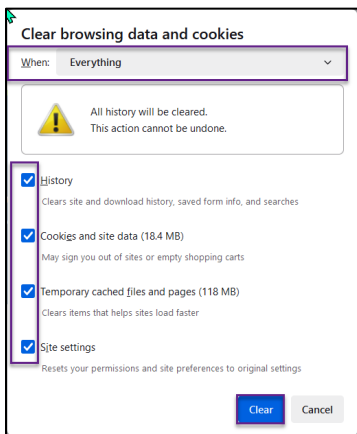 Clear browsing data and cookies
When: Everything
All history will be cleared.
This action cannot be undone.
History
Clears site and download history, saved form info, and searches
Cookies and site data (18.4 MB)
May sign you out of sites or empty shopping carts
Temporary cached files and pages (118 MB)
Clears items that helps sites load faster
Site settings
Resets your permissions and site preferences to original settings
Clear Cancel